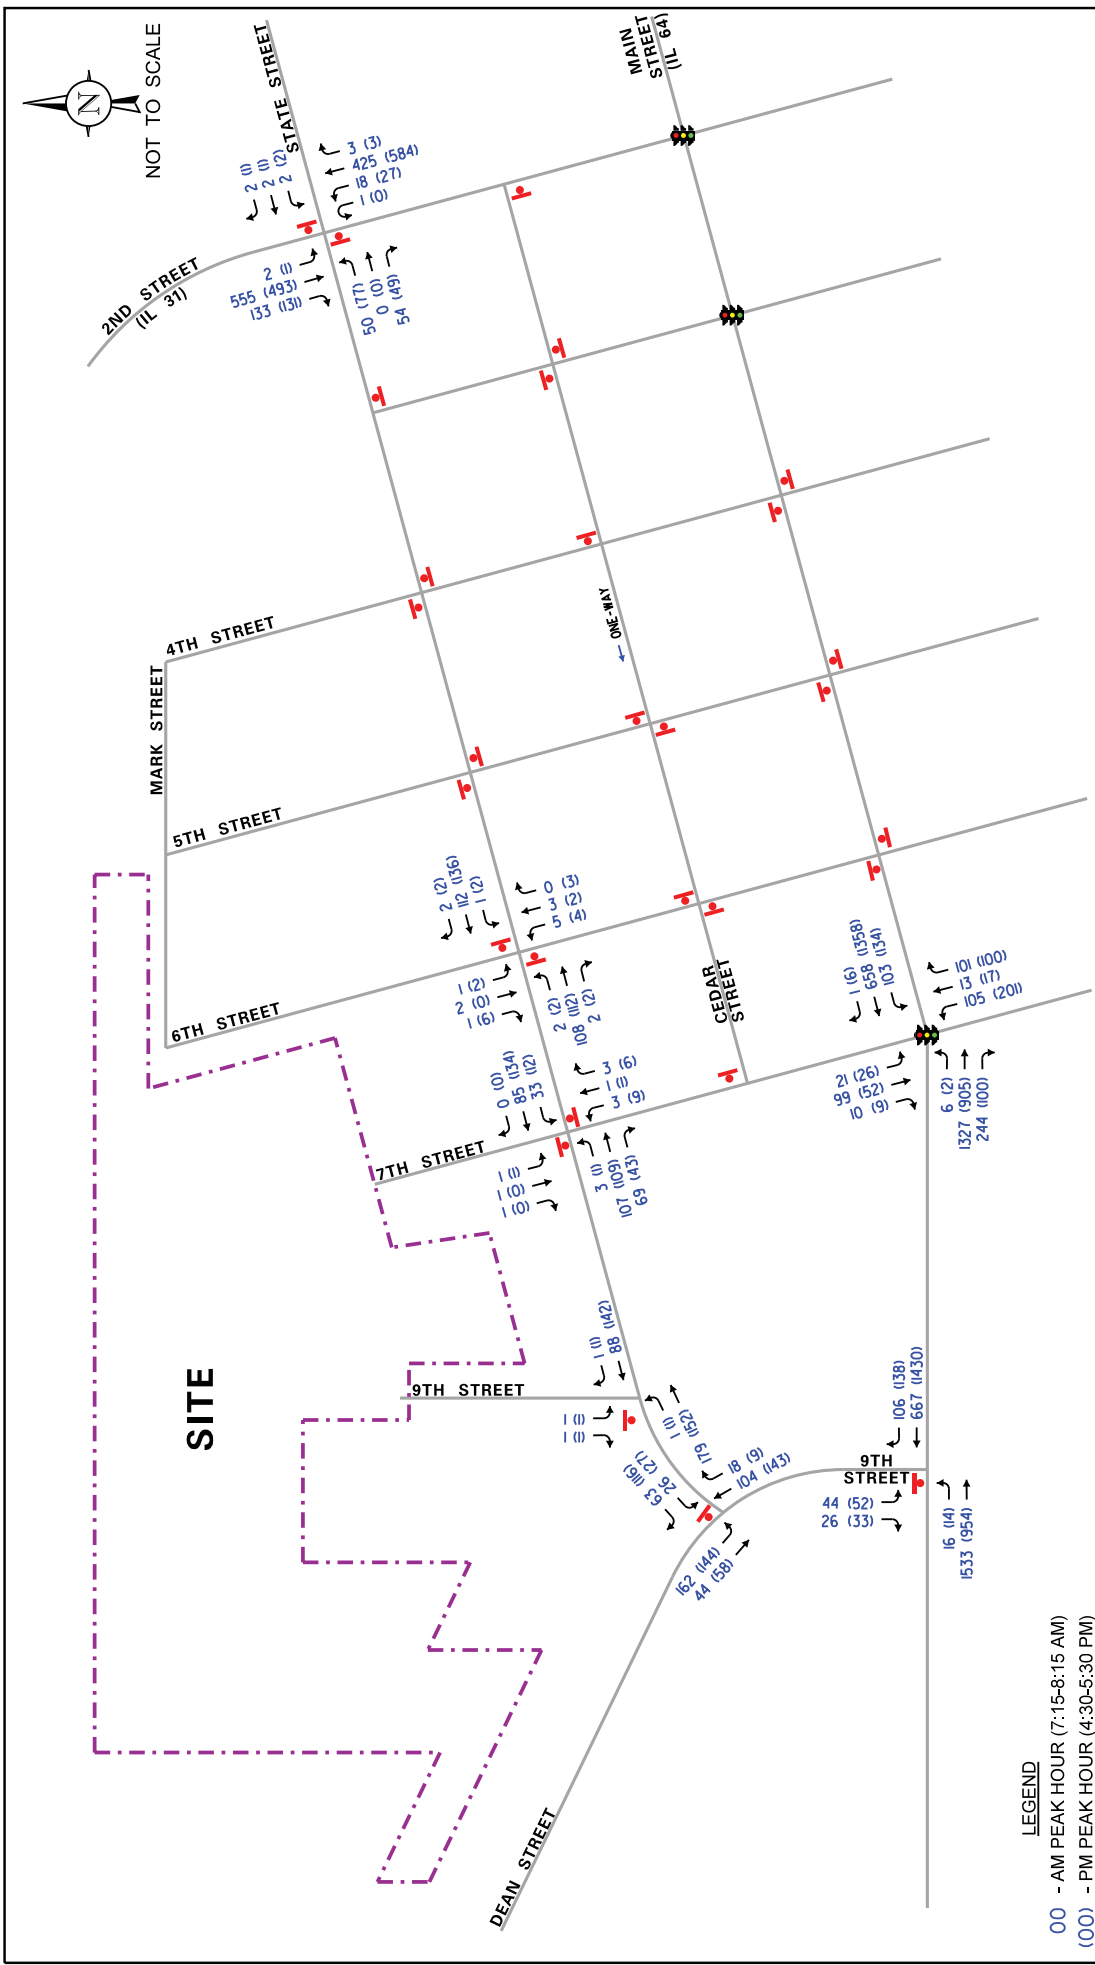 N
NOT TO SCALE
STATE STREET
MAIN
STREET
(IL 64)
2ND STREET
(IL 31)
2 (1)
2 (1)
2 (2)
3 (3)
425 (584)
18 (27)
1 (0)
2 (1)
555 (493)
133 (131)
50 (77)
0 (0)
54 (49)
4TH STREET
MARK STREET
ONE-WAY
5TH STREET
6TH STREET
2 (2)
112 (136)
1 (2)
0 (3)
3 (2)
5 (4)
1 (2)
2 (0)
1 (6)
2 (2)
108 (112)
2 (2)
CEDAR
STREET
1 (6)
658 (1358)
103 (134)
101 (100)
13 (17)
105 (201)
21 (26)
99 (52)
10 (9)
6 (2)
1327 (905)
244 (100)
7TH STREET
0 (0)
85 (134)
33 (12)
3 (6)
1 (1)
3 (9)
1 (1)
1 (0)
1 (0)
3 (1)
107 (109)
69 (43)
SITE
9TH STREET
1 (1)
88 (142)
1 (1)
1 (1)
1 (1)
179 (152)
26 (27)
63 (116)
18 (9)
104 (143)
162 (144)
44 (58)
9TH
STREET
106 (138)
667 (1430)
44 (52)
26 (33)
16 (14)
1533 (954)
DEAN STREET
LEGEND
00 - AM PEAK HOUR (7:15-8:15 AM)
(00) - PM PEAK HOUR (4:30-5:30 PM)